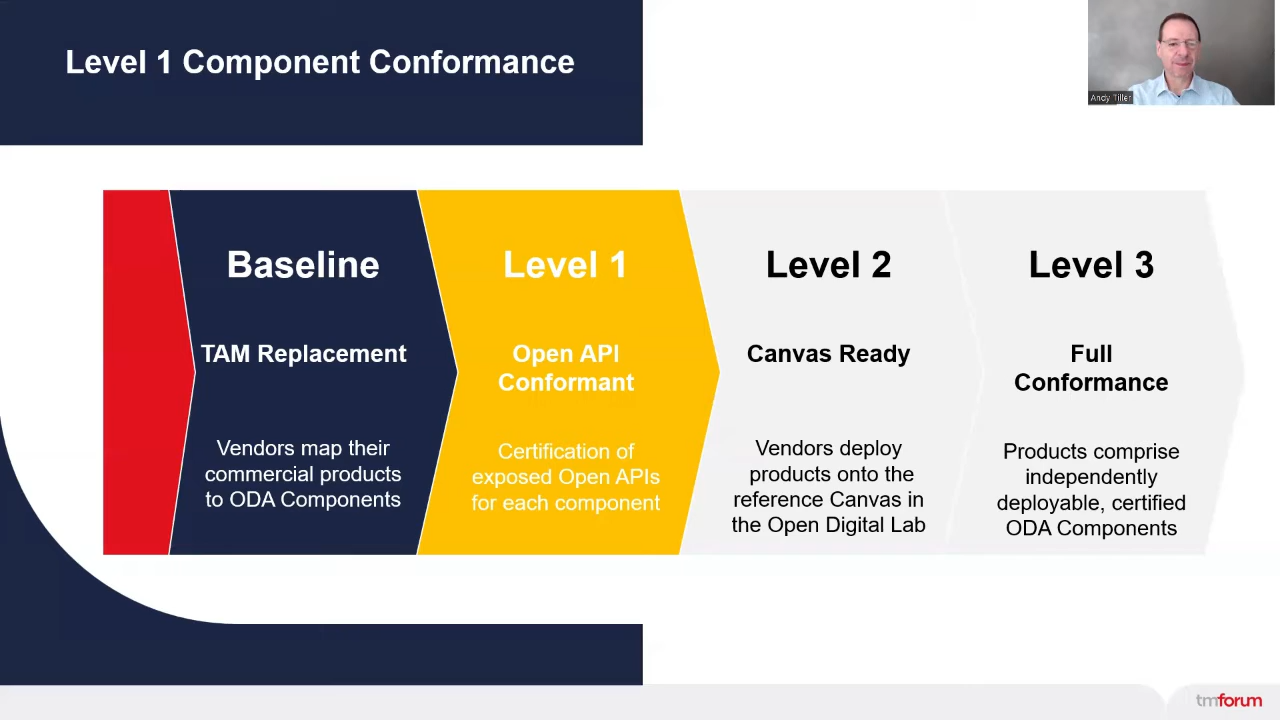 Level 1 Component Conformance
Andy Tiller
Baseline
TAM Replacement
Vendors map their
commercial products
to ODA Components
Level 1
Open API
Conformant
Certification of
exposed Open APIs
for each component
Level 2
Canvas Ready
Vendors deploy
products onto the
reference Canvas in
the Open Digital Lab
Level 3
Full
Conformance
Products comprise
independently
deployable, certified
ODA Components
tmforum